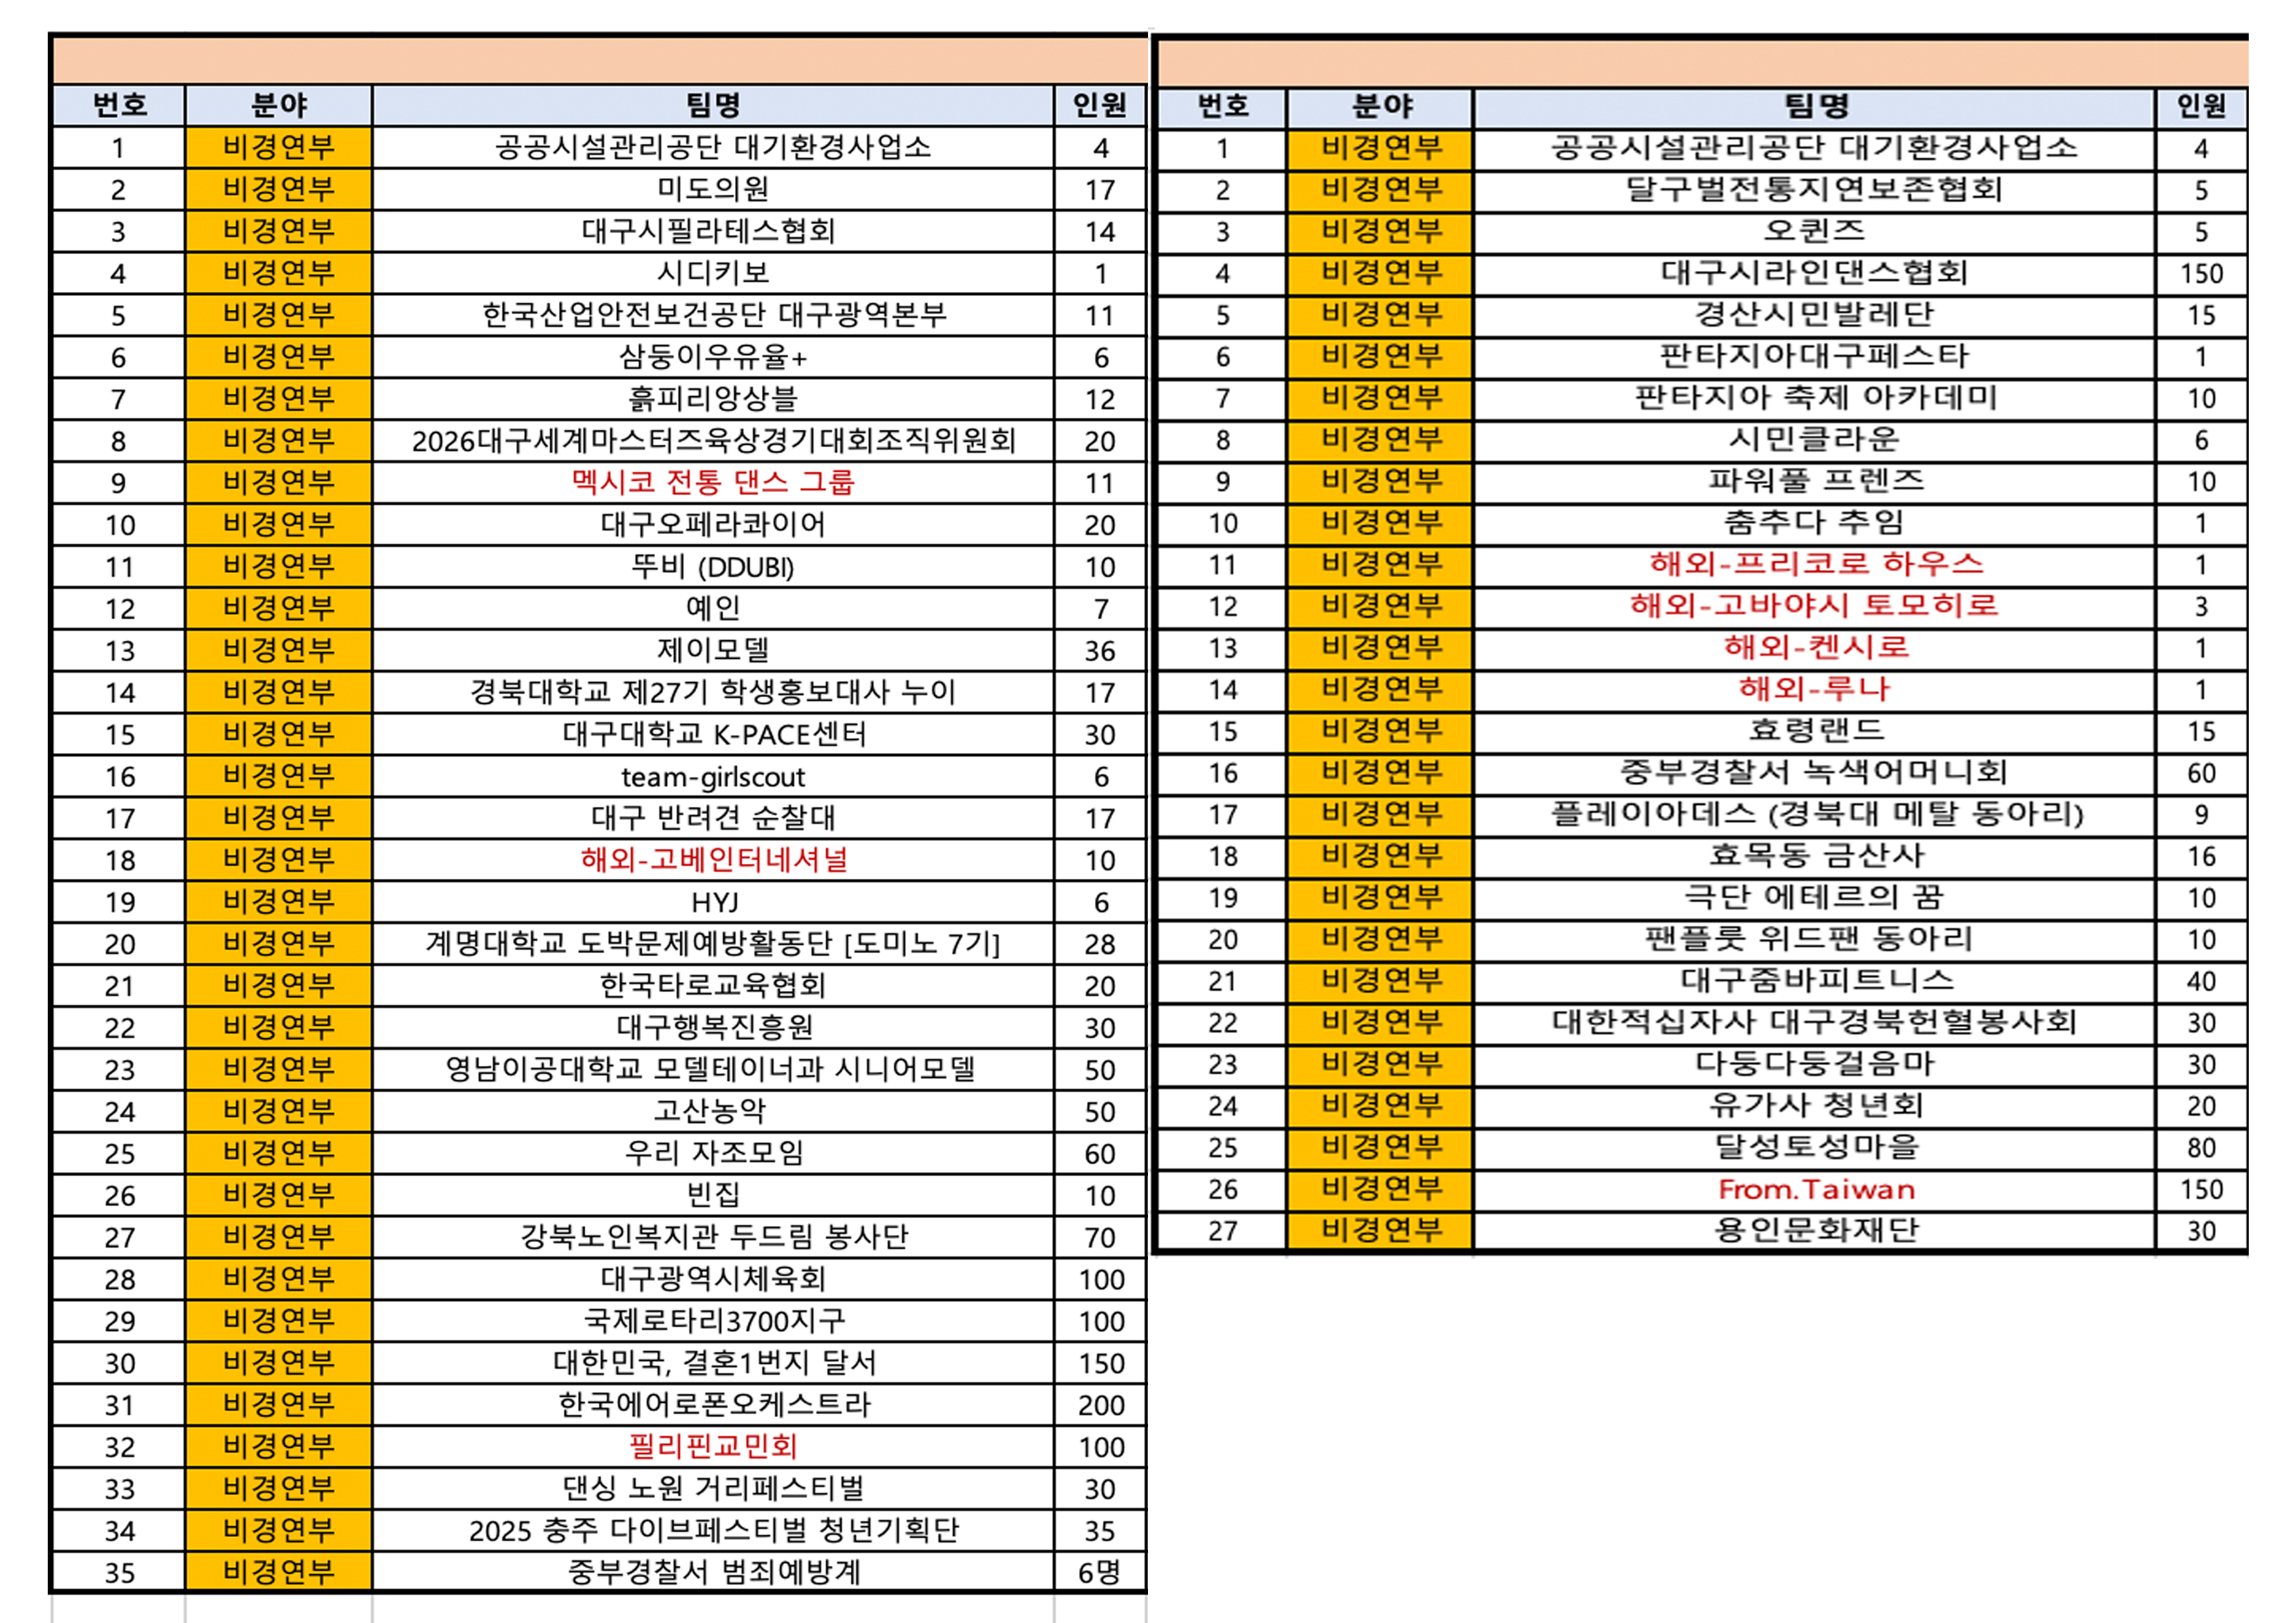 번호 분야 팀명 인원
1 비경연부 공공시설관리공단 대기환경사업소 4
2 비경연부 미도의원 17
3 비경연부 대구시필라테스협회 14
4 비경연부 시디키보 1
5 비경연부 한국산업안전보건공단 대구광역본부 11
6 비경연부 삼둥이우유율+ 6
7 비경연부 흙피리앙상블 12
8 비경연부 2026대구세계마스터즈육상경기대회조직위원회 20
9 비경연부 멕시코 전통 댄스 그룹 11
10 비경연부 대구오페라콰이어 20
11 비경연부 뚜비 (DDUBI) 10
12 비경연부 예인 7
13 비경연부 제이모델 36
14 비경연부 경북대학교 제27기 학생홍보대사 누이 17
15 비경연부 대구대학교 K-PACE센터 30
16 비경연부 team-girlscout 6
17 비경연부 대구 반려견 순찰대 17
18 비경연부 해외-고베인터네셔널 10
19 비경연부 HYJ 6
20 비경연부 계명대학교 도박문제예방활동단 [도미노 7기] 28
21 비경연부 한국타로교육협회 20
22 비경연부 대구행복진흥원 30
23 비경연부 영남이공대학교 모델테이너과 시니어모델 50
24 비경연부 고산농악 50
25 비경연부 우리 자조모임 60
26 비경연부 빈집 10
27 비경연부 강북노인복지관 두드림 봉사단 70
28 비경연부 대구광역시체육회 100
29 비경연부 국제로타리3700지구 100
30 비경연부 대한민국, 결혼1번지 달서 150
31 비경연부 한국에어로폰오케스트라 200
32 비경연부 필리핀교민회 100
33 비경연부 댄싱 노원 거리페스티벌 30
34 비경연부 2025 충주 다이브페스티벌 청년기획단 35
35 비경연부 중부경찰서 범죄예방계 6명
번호 분야 팀명 인원
1 비경연부 공공시설관리공단 대기환경사업소 4
2 비경연부 달구벌전통지연보존협회 5
3 비경연부 오퀸즈 5
4 비경연부 대구시라인댄스협회 150
5 비경연부 경산시민발레단 15
6 비경연부 판타지아대구페스타 1
7 비경연부 판타지아 축제 아카데미 10
8 비경연부 시민클라운 6
9 비경연부 파워풀 프렌즈 10
10 비경연부 춤추다 추임 1
11 비경연부 해외-프리코로 하우스 1
12 비경연부 해외-고바야시 토모히로 3
13 비경연부 해외-켄시로 1
14 비경연부 해외-루나 1
15 비경연부 효령랜드 15
16 비경연부 중부경찰서 녹색어머니회 60
17 비경연부 플레이아데스 (경북대 메탈 동아리) 9
18 비경연부 효목동 금산사 16
19 비경연부 극단 에테르의 꿈 10
20 비경연부 팬플룻 위드팬 동아리 10
21 비경연부 대구줌바피트니스 40
22 비경연부 대한적십자사 대구경북헌혈봉사회 30
23 비경연부 다둥다둥걸음마 30
24 비경연부 유가사 청년회 20
25 비경연부 달성토성마을 80
26 비경연부 From.Taiwan 150
27 비경연부 용인문화재단 30